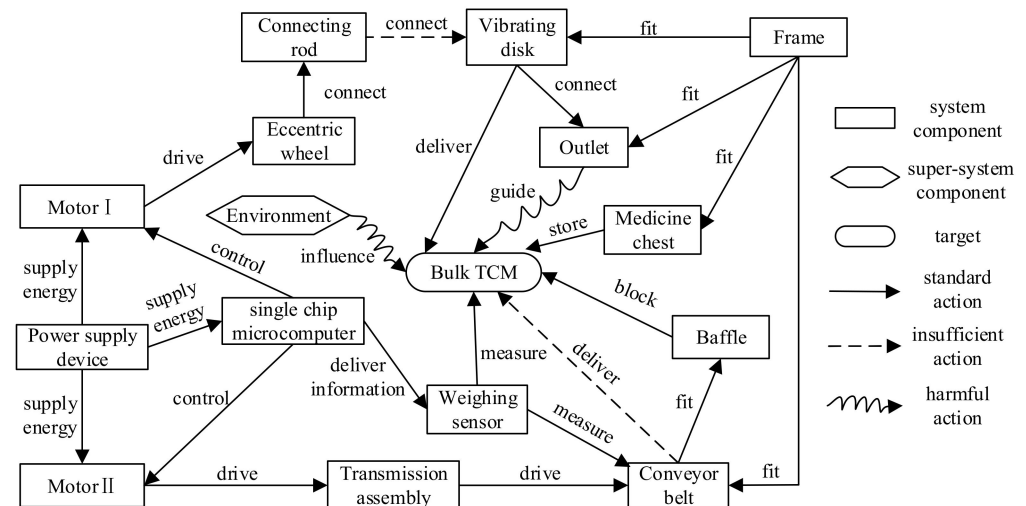 Connecting
rod
connect
Vibrating
disk
fit
Frame
connect
connect
fit
Eccentric
wheel
drive
deliver
Outlet
fit
system
component
super-system
component
Motor I
Environment
guide
store
Medicine
chest
target
control
influence
Bulk TCM
supply
energy
supply
energy
block
standard
action
Power supply
device
single chip
microcomputer
deliver
information
measure
deliver
Baffle
insufficient
action
supply
energy
control
Weighing
sensor
measure
fit
harmful
action
Motor II
drive
Transmission
assembly
drive
Conveyor
belt
fit